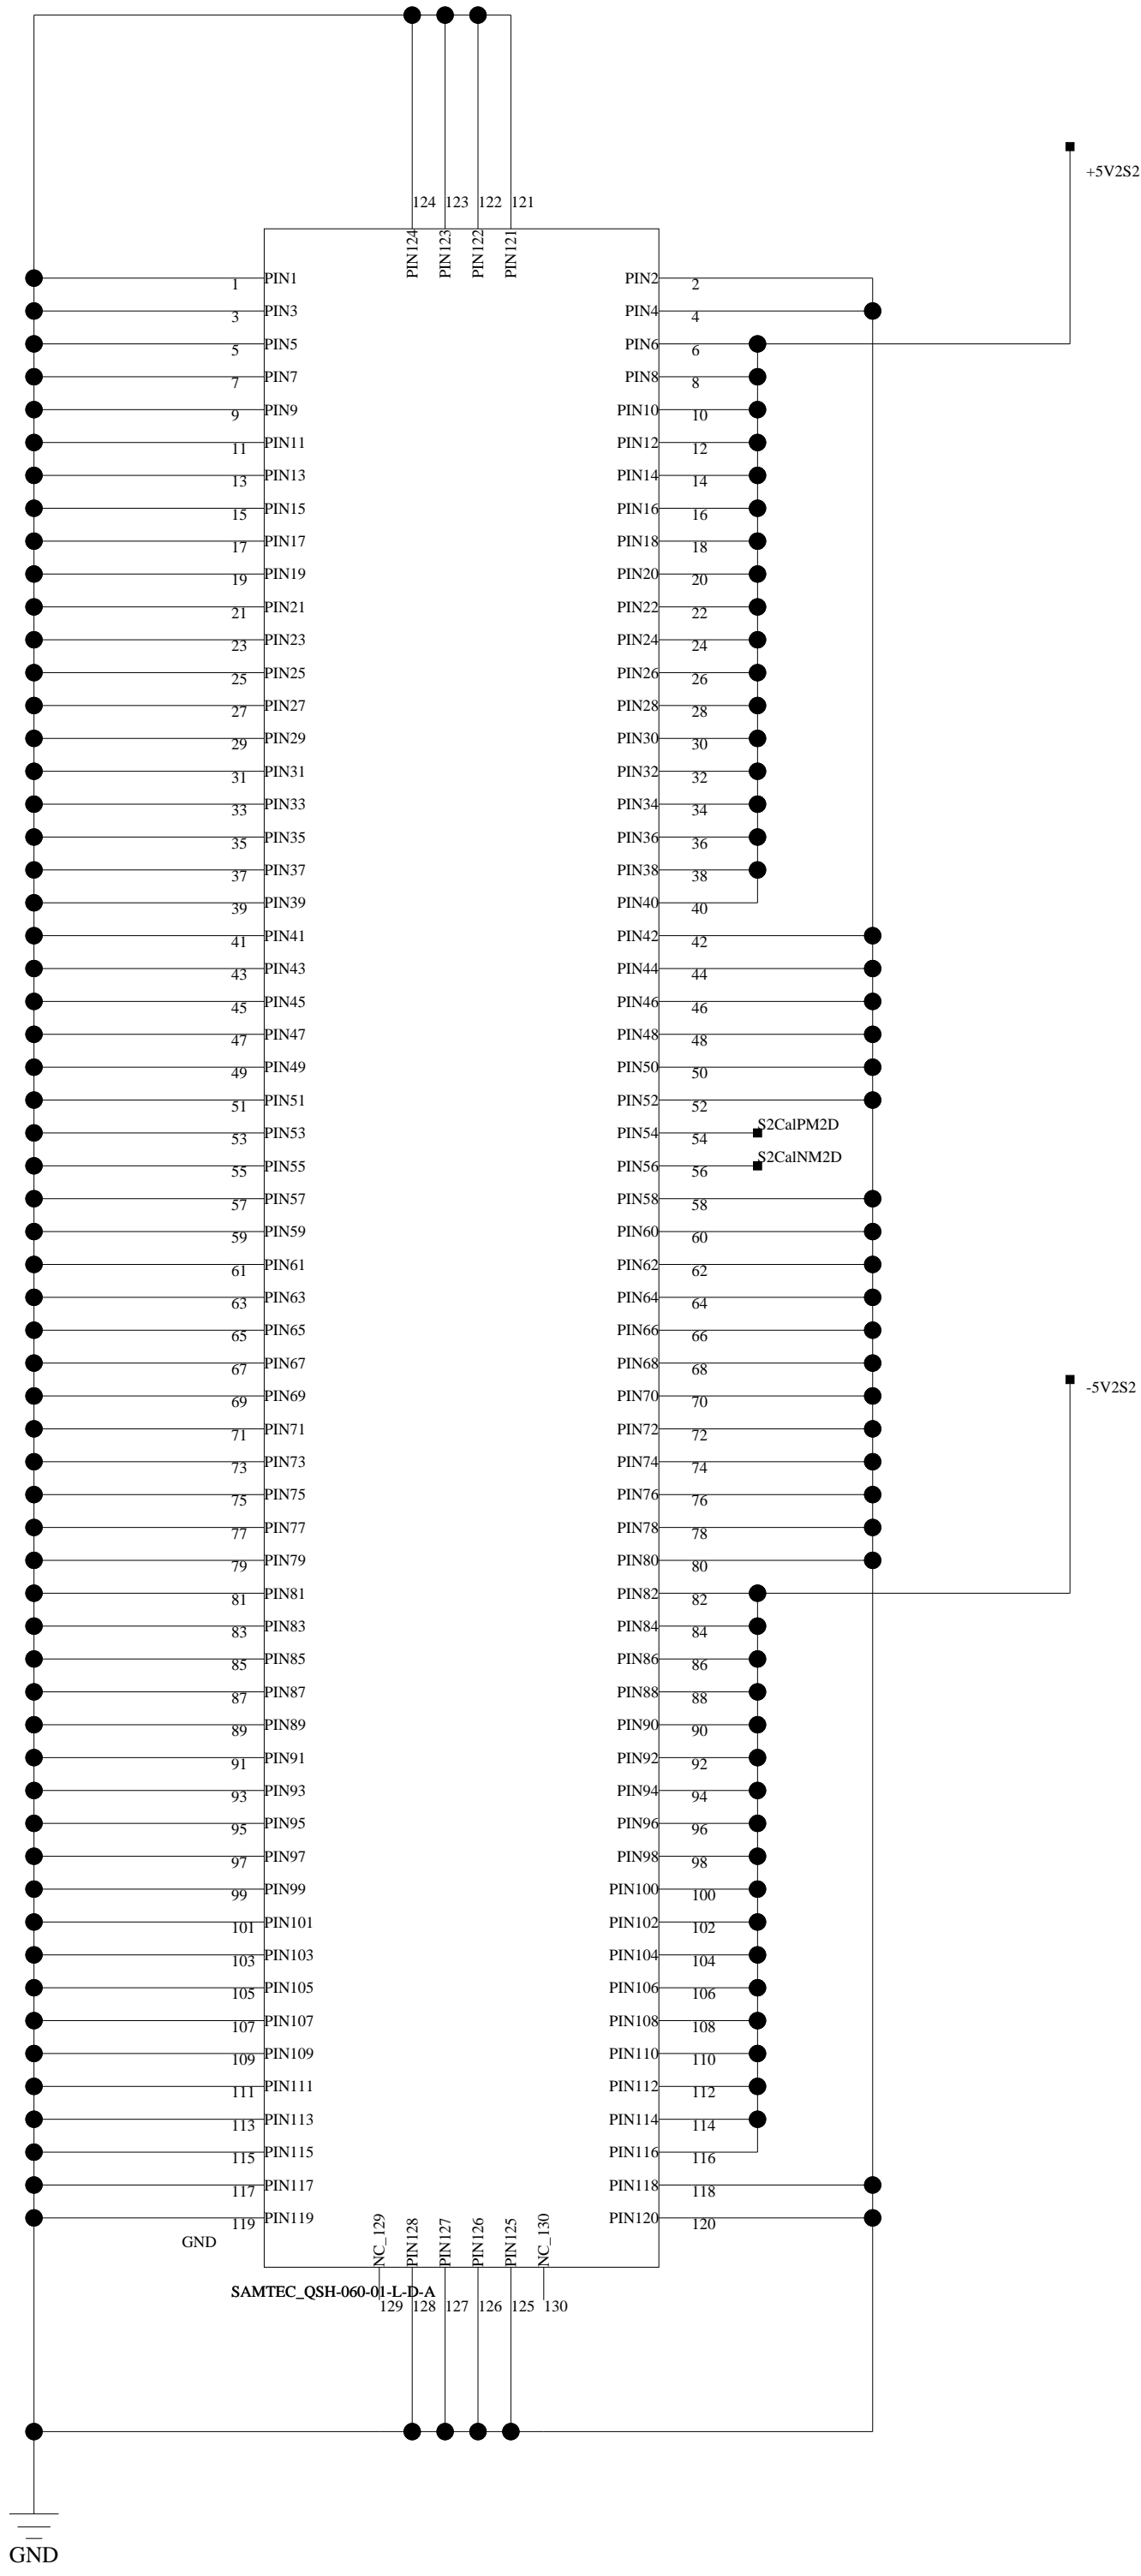 124 123 122 121
+5V2S2
PIN124 PIN123 PIN122 PIN121
1 PIN1 PIN2 2
3 PIN3 PIN4 4
5 PIN5 PIN6 6
7 PIN7 PIN8 8
9 PIN9 PIN10 10
11 PIN11 PIN12 12
13 PIN13 PIN14 14
15 PIN15 PIN16 16
17 PIN17 PIN18 18
19 PIN19 PIN20 20
21 PIN21 PIN22 22
23 PIN23 PIN24 24
25 PIN25 PIN26 26
27 PIN27 PIN28 28
29 PIN29 PIN30 30
31 PIN31 PIN32 32
33 PIN33 PIN34 34
35 PIN35 PIN36 36
37 PIN37 PIN38 38
39 PIN39 PIN40 40
41 PIN41 PIN42 42
43 PIN43 PIN44 44
45 PIN45 PIN46 46
47 PIN47 PIN48 48
49 PIN49 PIN50 50
51 PIN51 PIN52 52
53 PIN53 PIN54 54 S2CalPM2D
55 PIN55 PIN56 56 S2CalNM2D
57 PIN57 PIN58 58
59 PIN59 PIN60 60
61 PIN61 PIN62 62
63 PIN63 PIN64 64
65 PIN65 PIN66 66
67 PIN67 PIN68 68
69 PIN69 PIN70 70 -5V2S2
71 PIN71 PIN72 72
73 PIN73 PIN74 74
75 PIN75 PIN76 76
77 PIN77 PIN78 78
79 PIN79 PIN80 80
81 PIN81 PIN82 82
83 PIN83 PIN84 84
85 PIN85 PIN86 86
87 PIN87 PIN88 88
89 PIN89 PIN90 90
91 PIN91 PIN92 92
93 PIN93 PIN94 94
95 PIN95 PIN96 96
97 PIN97 PIN98 98
99 PIN99 PIN100 100
101 PIN101 PIN102 102
103 PIN103 PIN104 104
105 PIN105 PIN106 106
107 PIN107 PIN108 108
109 PIN109 PIN110 110
111 PIN111 PIN112 112
113 PIN113 PIN114 114
115 PIN115 PIN116 116
117 PIN117 PIN118 118
119 PIN119 PIN120 120
GND
NC_129 PIN128 PIN127 PIN126 PIN125 NC_130
SAMTEC_QSH-060-01-L-D-A
129 128 127 126 125 130
GND